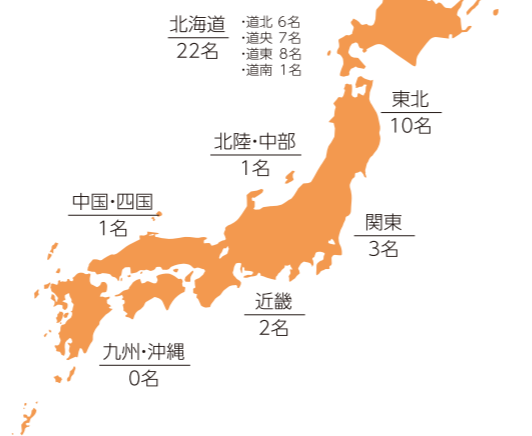 北海道
22名
・道北 6名
・道央 7名
・道東 8名
・道南 1名
東北
10名
北陸・中部
1名
中国・四国
1名
関東
3名
近畿
2名
九州・沖縄
0名